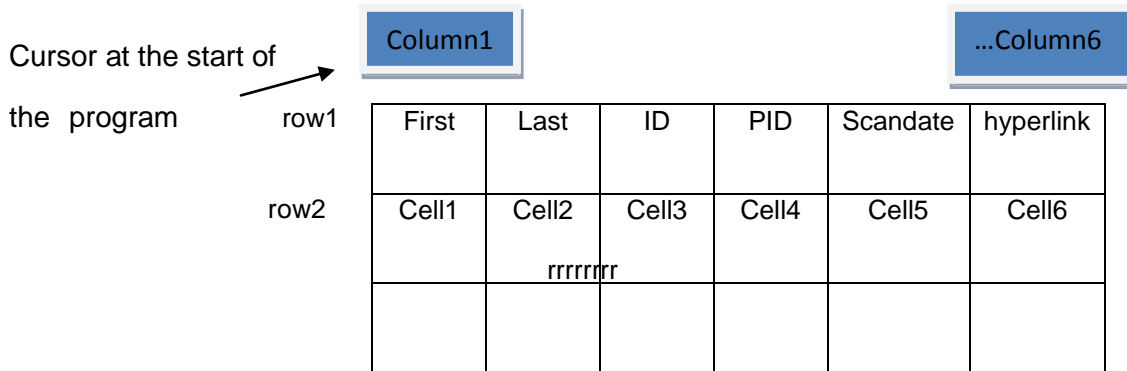 Column1
…Column6
Cursor at the start of
the program
row1
First Last ID PID Scandate hyperlink
row2
Cell1 Cell2 Cell3 Cell4 Cell5 Cell6
rrrrrrrr